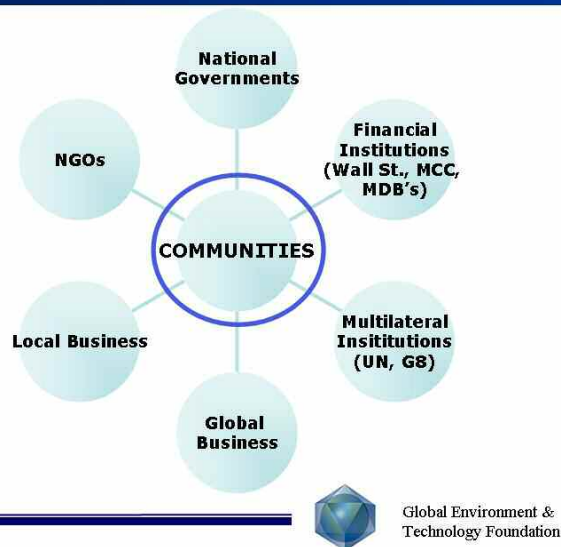 National
Governments
Financial
Institutions
(Wall St., MCC,
MDB's)
NGOs
COMMUNITIES
Local Business
Multilateral
Insititutions
(UN, G8)
Global
Business
Global Environment &
Technology Foundation